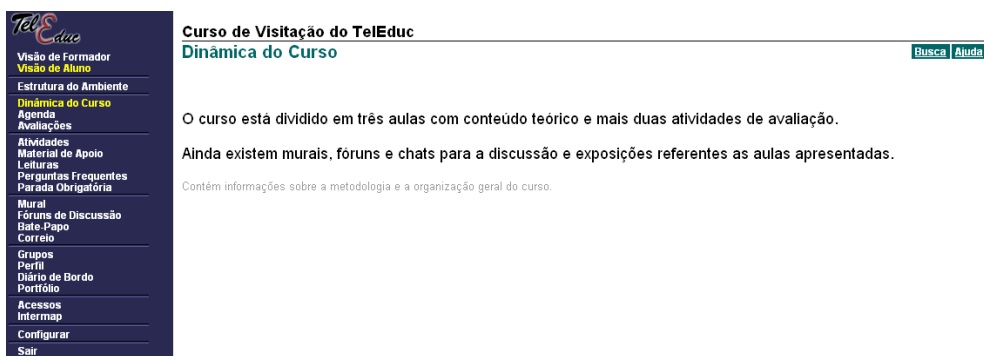 TelEduc
Visão de Formador
Visão de Aluno
Estrutura do Ambiente
Dinâmica do Curso
Agenda
Avaliações
Atividades
Material de Apoio
Leituras
Perguntas Frequentes
Parada Obrigatória
Mural
Fóruns de Discussão
Bate-Papo
Correio
Grupos
Perfil
Diário de Bordo
Portfólio
Acessos
Intermap
Configurar
Sair
Curso de Visitação do TelEduc
Dinâmica do Curso
Busca Ajuda
O curso está dividido em três aulas com conteúdo teórico e mais duas atividades de avaliação.
Ainda existem murais, fóruns e chats para a discussão e exposições referentes as aulas apresentadas.
Contém informações sobre a metodologia e a organização geral do curso.